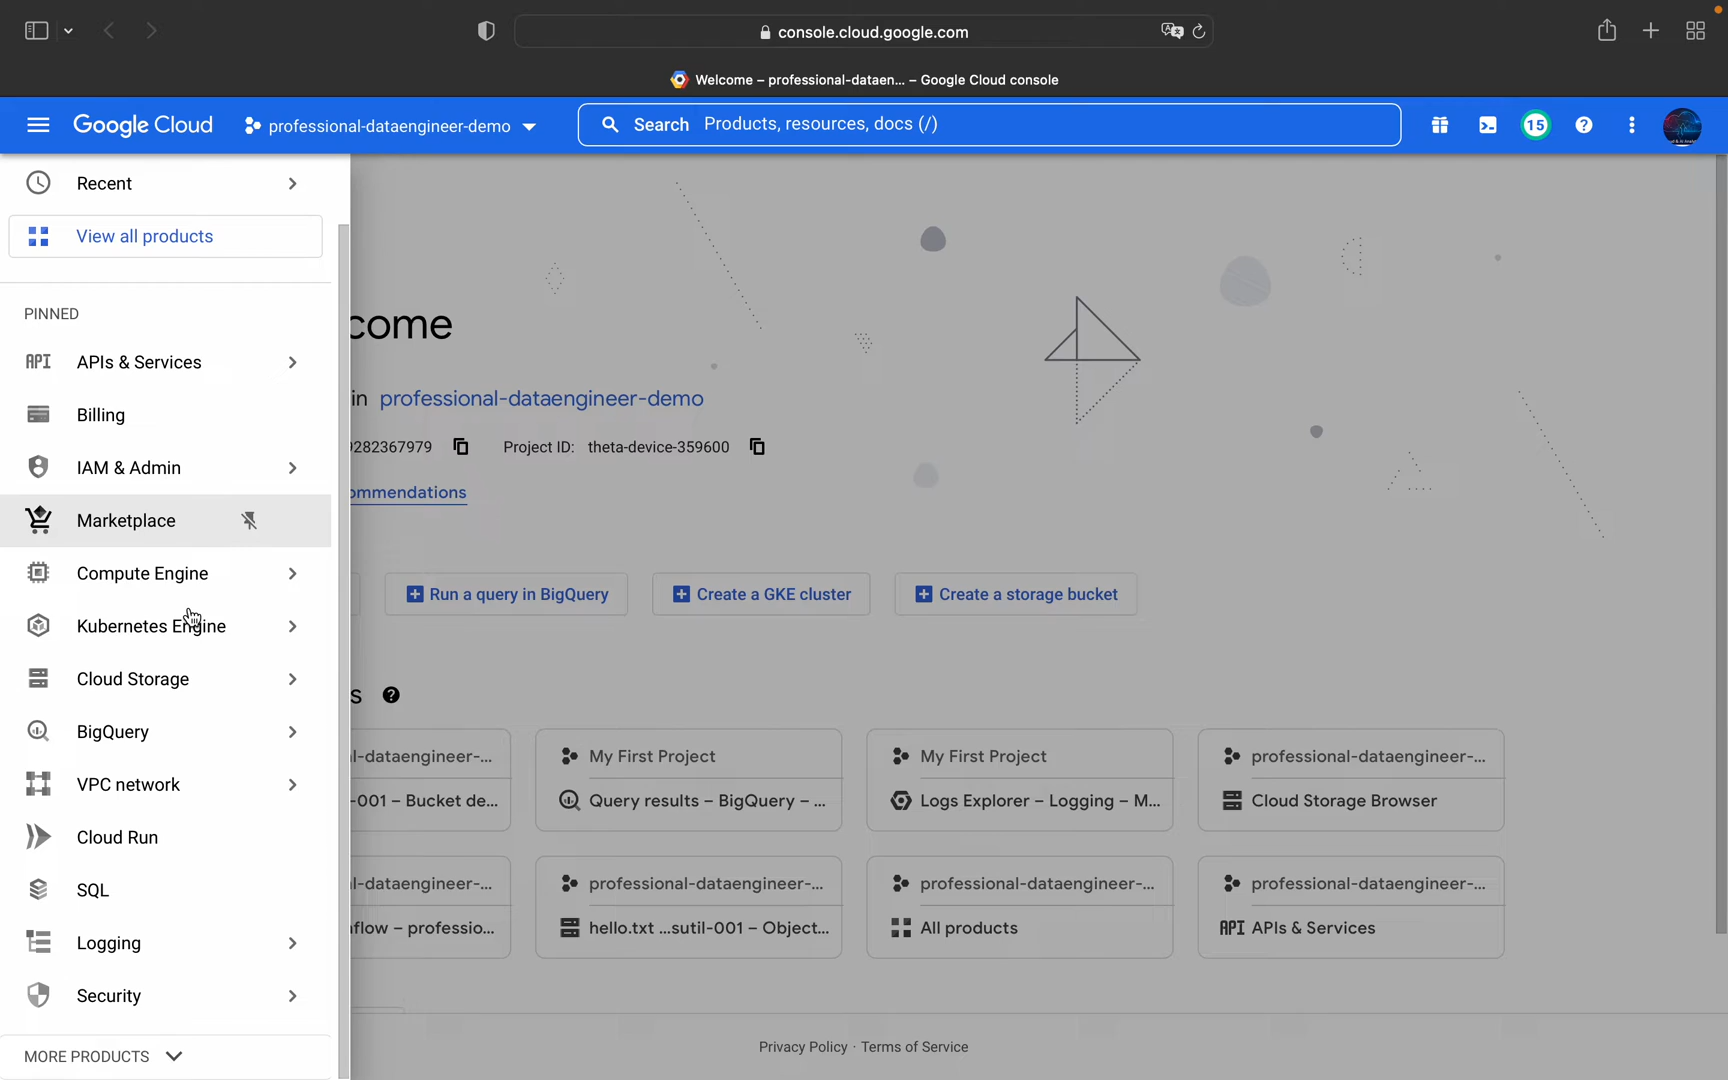 console.cloud.google.com
Welcome – professional-dataen... – Google Cloud console
Google Cloud
professional-dataengineer-demo
Search Products, resources, docs (/)
15
Recent
View all products
PINNED
API APIs & Services
Billing
IAM & Admin
Marketplace
Compute Engine
Kubernetes Engine
Cloud Storage
BigQuery
VPC network
Cloud Run
SQL
Logging
Security
MORE PRODUCTS
come
in professional-dataengineer-demo
282367979 Project ID: theta-device-359600
ommendations
Run a query in BigQuery
Create a GKE cluster
Create a storage bucket
s
l-dataengineer-...
-001 – Bucket de...
My First Project
Query results – BigQuery – ...
My First Project
Logs Explorer – Logging – M...
professional-dataengineer-...
Cloud Storage Browser
l-dataengineer-...
flow – professio...
professional-dataengineer-...
hello.txt ...sutil-001 – Object...
professional-dataengineer-...
All products
professional-dataengineer-...
API APIs & Services
Privacy Policy · Terms of Service